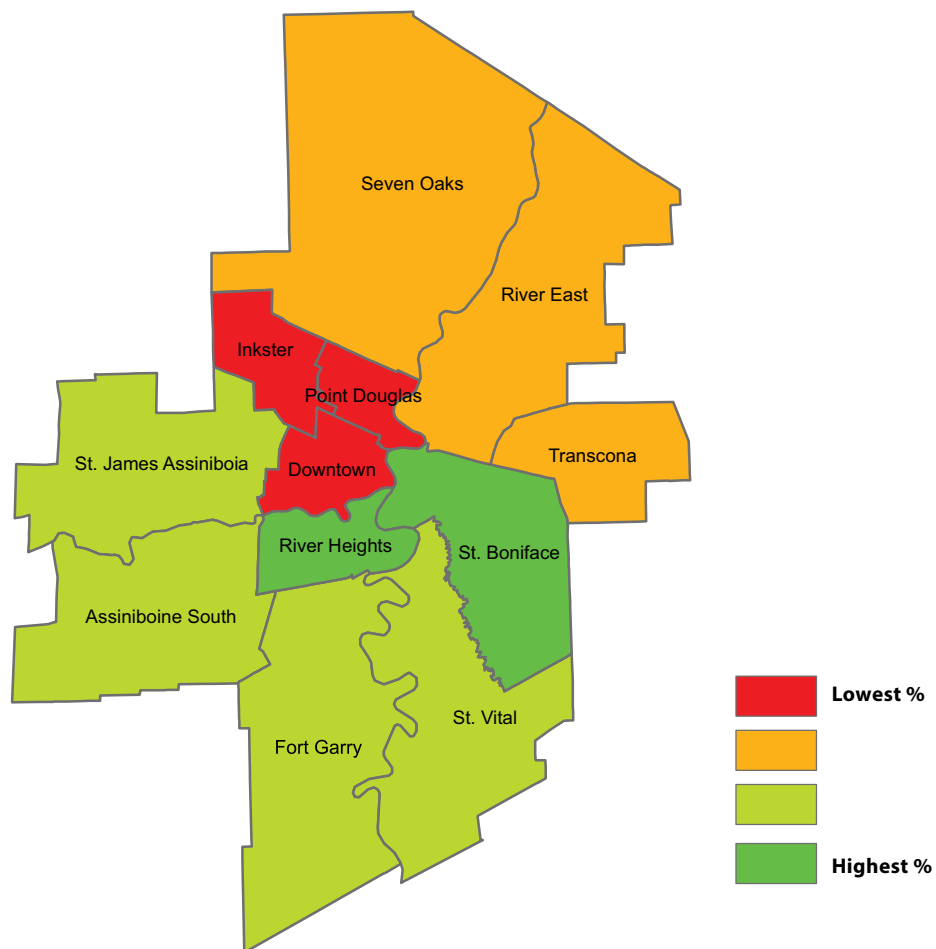 Seven Oaks
River East
Inkster
Point Douglas
St. James Assiniboia
Downtown
Transcona
River Heights
St. Boniface
Assiniboine South
St. Vital
Fort Garry
Lowest %
Highest %